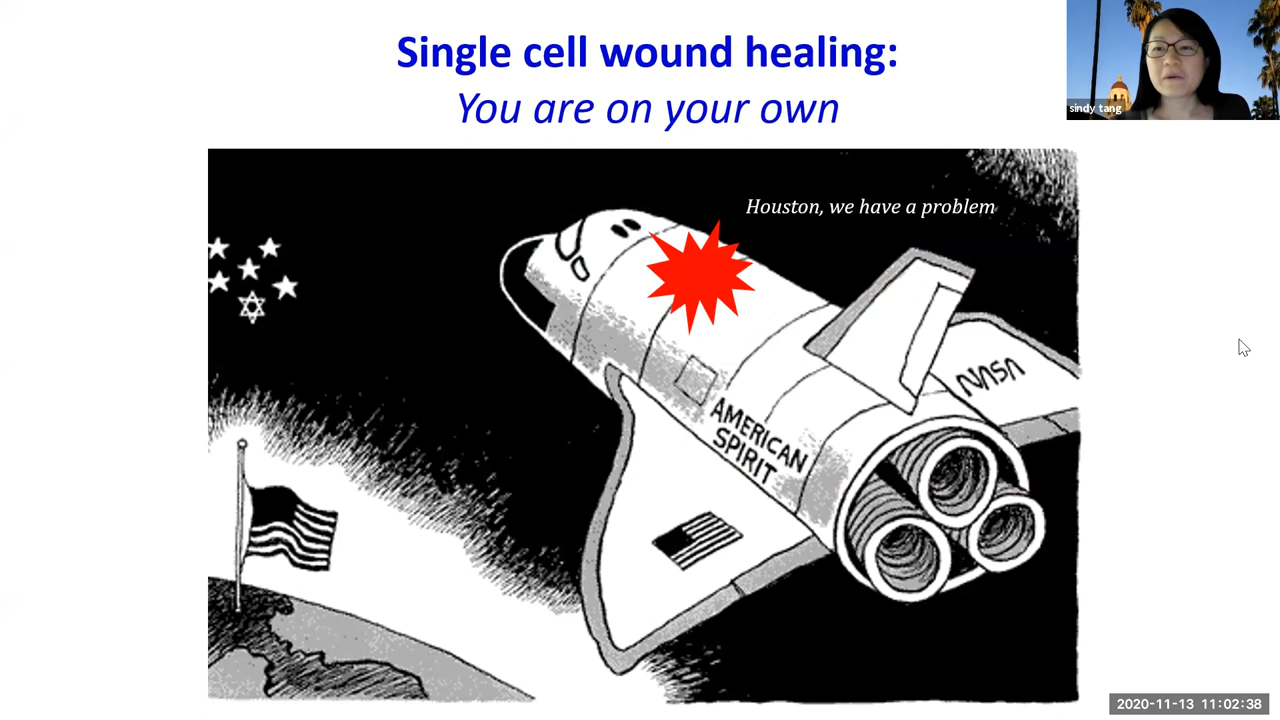 Single cell wound healing:
You are on your own
sindy tang
Houston, we have a problem
NASA
AMERICAN
SPIRIT
2020-11-13 11:02:38